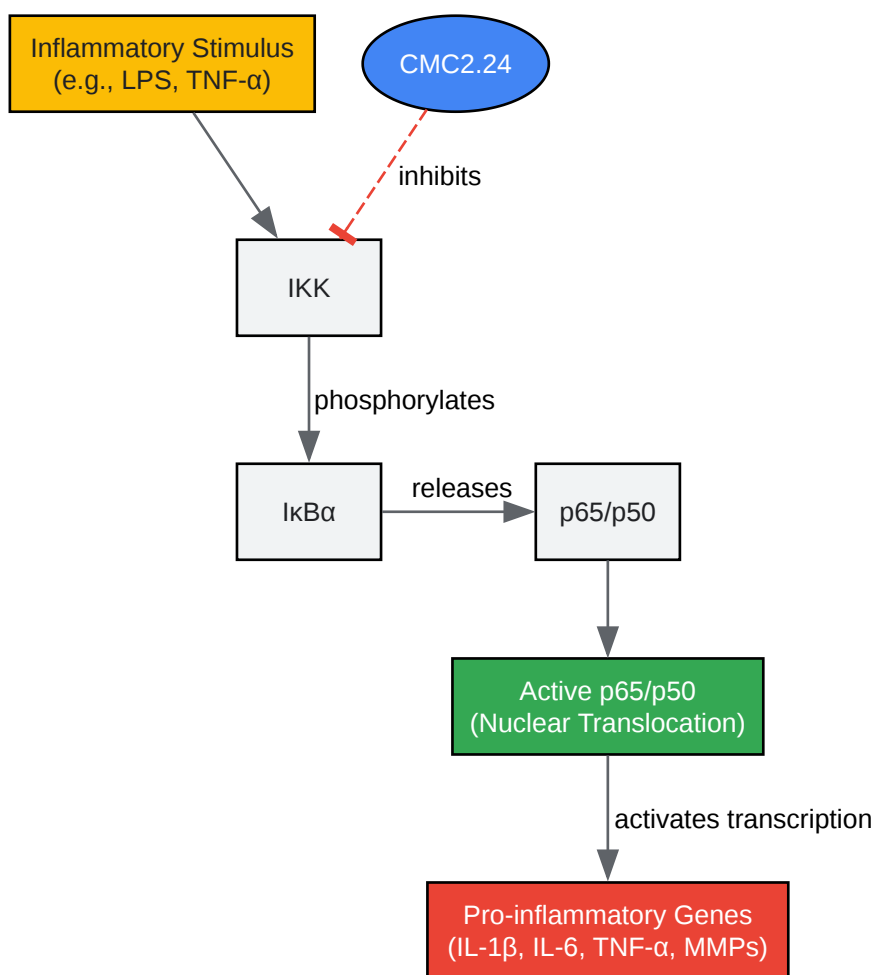 Inflammatory Stimulus
(e.g., LPS, TNF-α)
CMC2.24
inhibits
IKK
phosphorylates
IκBα
releases
p65/p50
Active p65/p50
(Nuclear Translocation)
activates transcription
Pro-inflammatory Genes
(IL-1β, IL-6, TNF-α, MMPs)